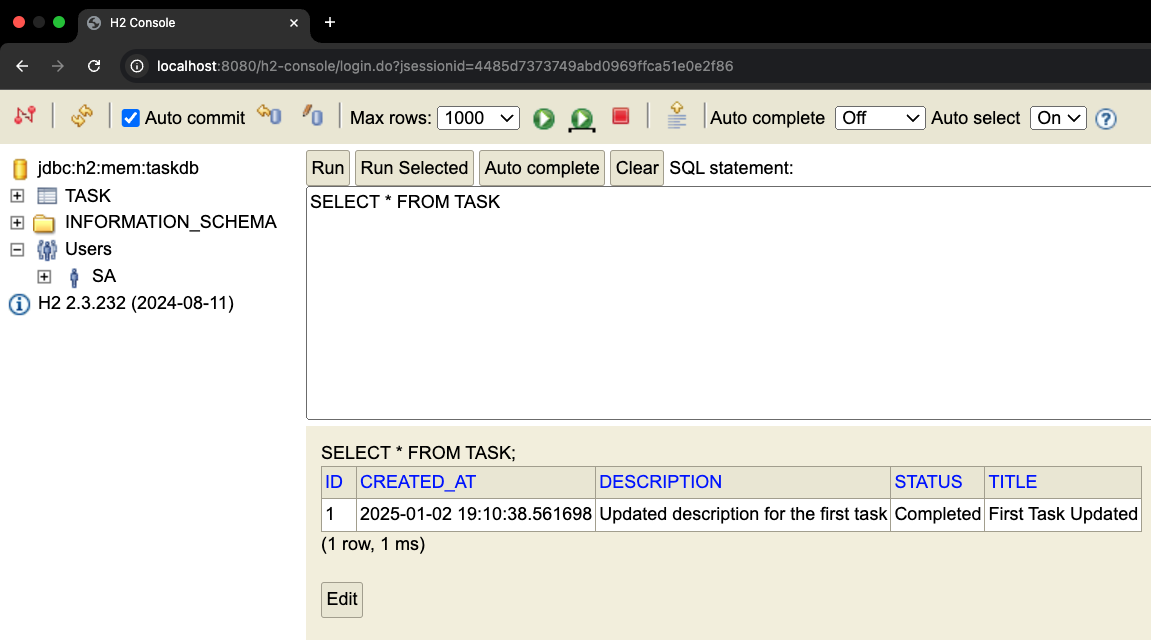 H2 Console
localhost:8080/h2-console/login.do?jsessionid=4485d7373749abd0969ffca51e0e2f86
Auto commit Max rows: 1000 Auto complete Off Auto select On
jdbc:h2:mem:taskdb
TASK
INFORMATION_SCHEMA
Users
SA
H2 2.3.232 (2024-08-11)
Run Run Selected Auto complete Clear SQL statement:
SELECT * FROM TASK
SELECT * FROM TASK;
ID CREATED_AT DESCRIPTION STATUS TITLE
1 2025-01-02 19:10:38.561698 Updated description for the first task Completed First Task Updated
(1 row, 1 ms)
Edit